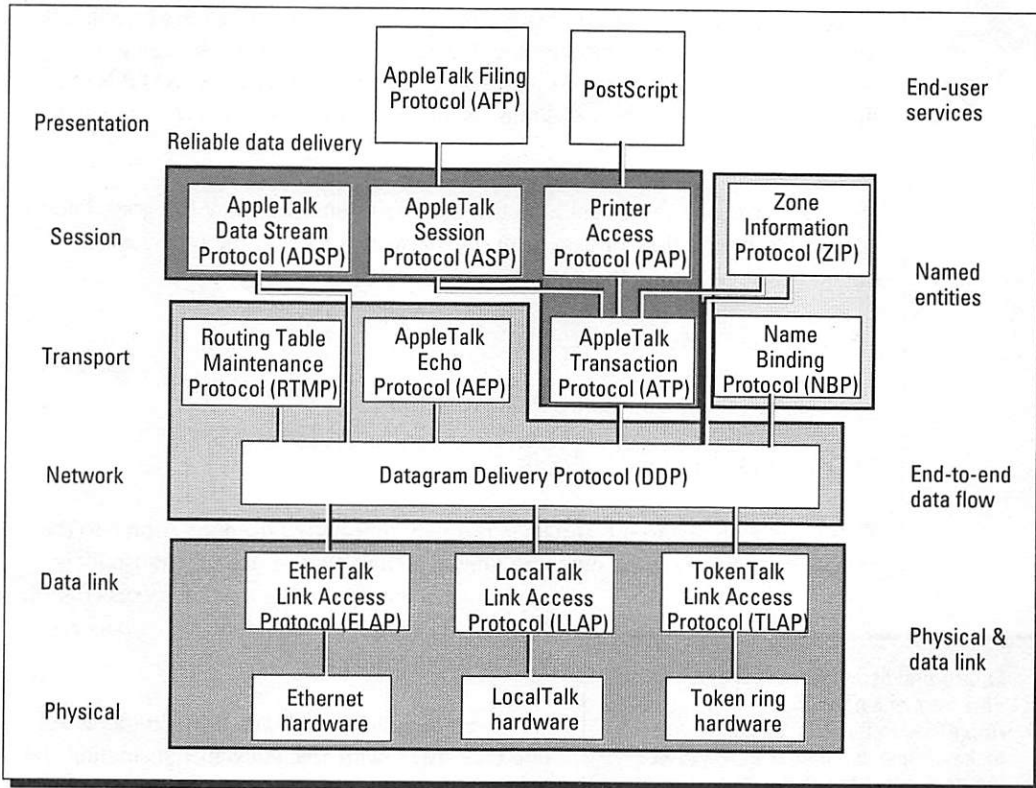 AppleTalk Filing
Protocol (AFP)
PostScript
End-user
services
Presentation
Reliable data delivery
AppleTalk
Data Stream
Protocol (ADSP)
AppleTalk
Session
Protocol (ASP)
Printer
Access
Protocol (PAP)
Zone
Information
Protocol (ZIP)
Session
Named
entities
Transport
Routing Table
Maintenance
Protocol (RTMP)
AppleTalk
Echo
Protocol (AEP)
AppleTalk
Transaction
Protocol (ATP)
Name
Binding
Protocol (NBP)
Network
Datagram Delivery Protocol (DDP)
End-to-end
data flow
Data link
EtherTalk
Link Access
Protocol (ELAP)
LocalTalk
Link Access
Protocol (LLAP)
TokenTalk
Link Access
Protocol (TLAP)
Physical &
data link
Physical
Ethernet
hardware
LocalTalk
hardware
Token ring
hardware